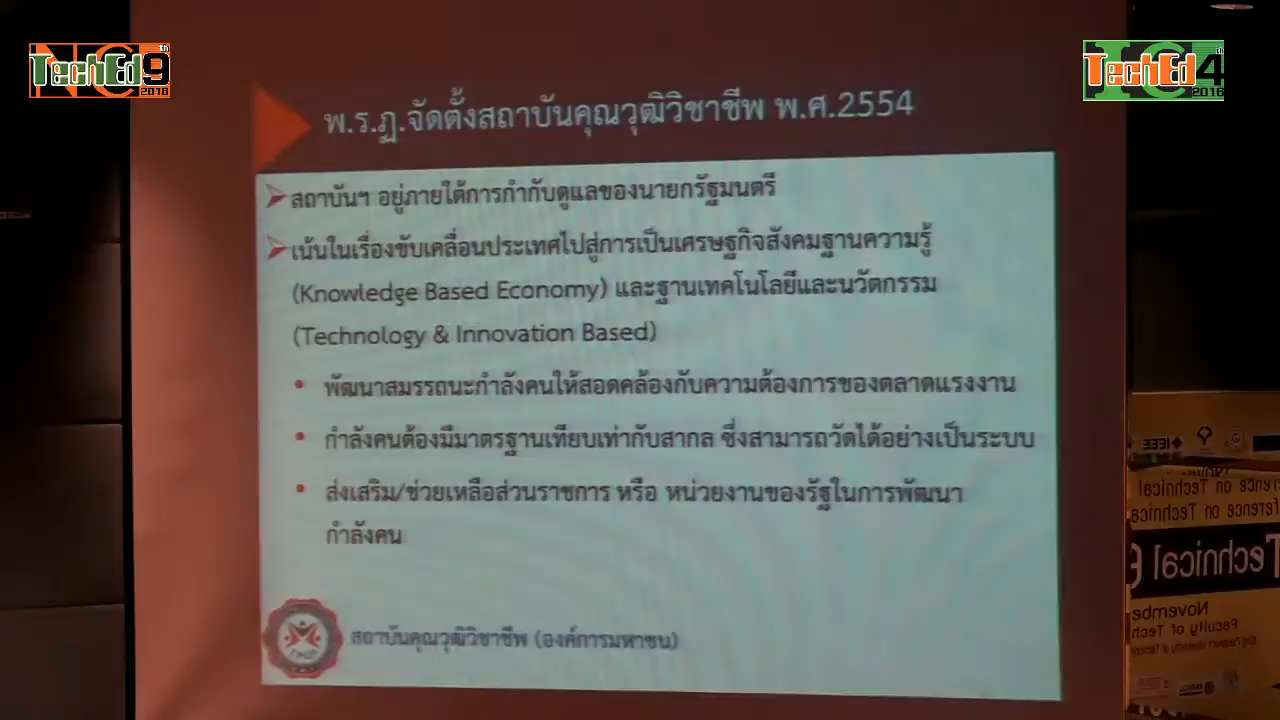 NC
TechEd9th
2016
IC
TechEd4th
2016
พ.ร.ฎ.จัดตั้งสถาบันคุณวุฒิวิชาชีพ พ.ศ.2554
สถาบันฯ อยู่ภายใต้การกำกับดูแลของนายกรัฐมนตรี
เน้นในเรื่องขับเคลื่อนประเทศไปสู่การเป็นเศรษฐกิจสังคมฐานความรู้
(Knowledge Based Economy) และฐานเทคโนโลยีและนวัตกรรม
(Technology & Innovation Based)
• พัฒนาสมรรถนะกำลังคนให้สอดคล้องกับความต้องการของตลาดแรงงาน
• กำลังคนต้องมีมาตรฐานเทียบเท่ากับสากล ซึ่งสามารถวัดได้อย่างเป็นระบบ
• ส่งเสริม/ช่วยเหลือส่วนราชการ หรือ หน่วยงานของรัฐในการพัฒนา
กำลังคน
สถาบันคุณวุฒิวิชาชีพ (องค์การมหาชน)
IEEE
ference on Technical
ference on Technical
Technical
Novembe
Faculty of Tech